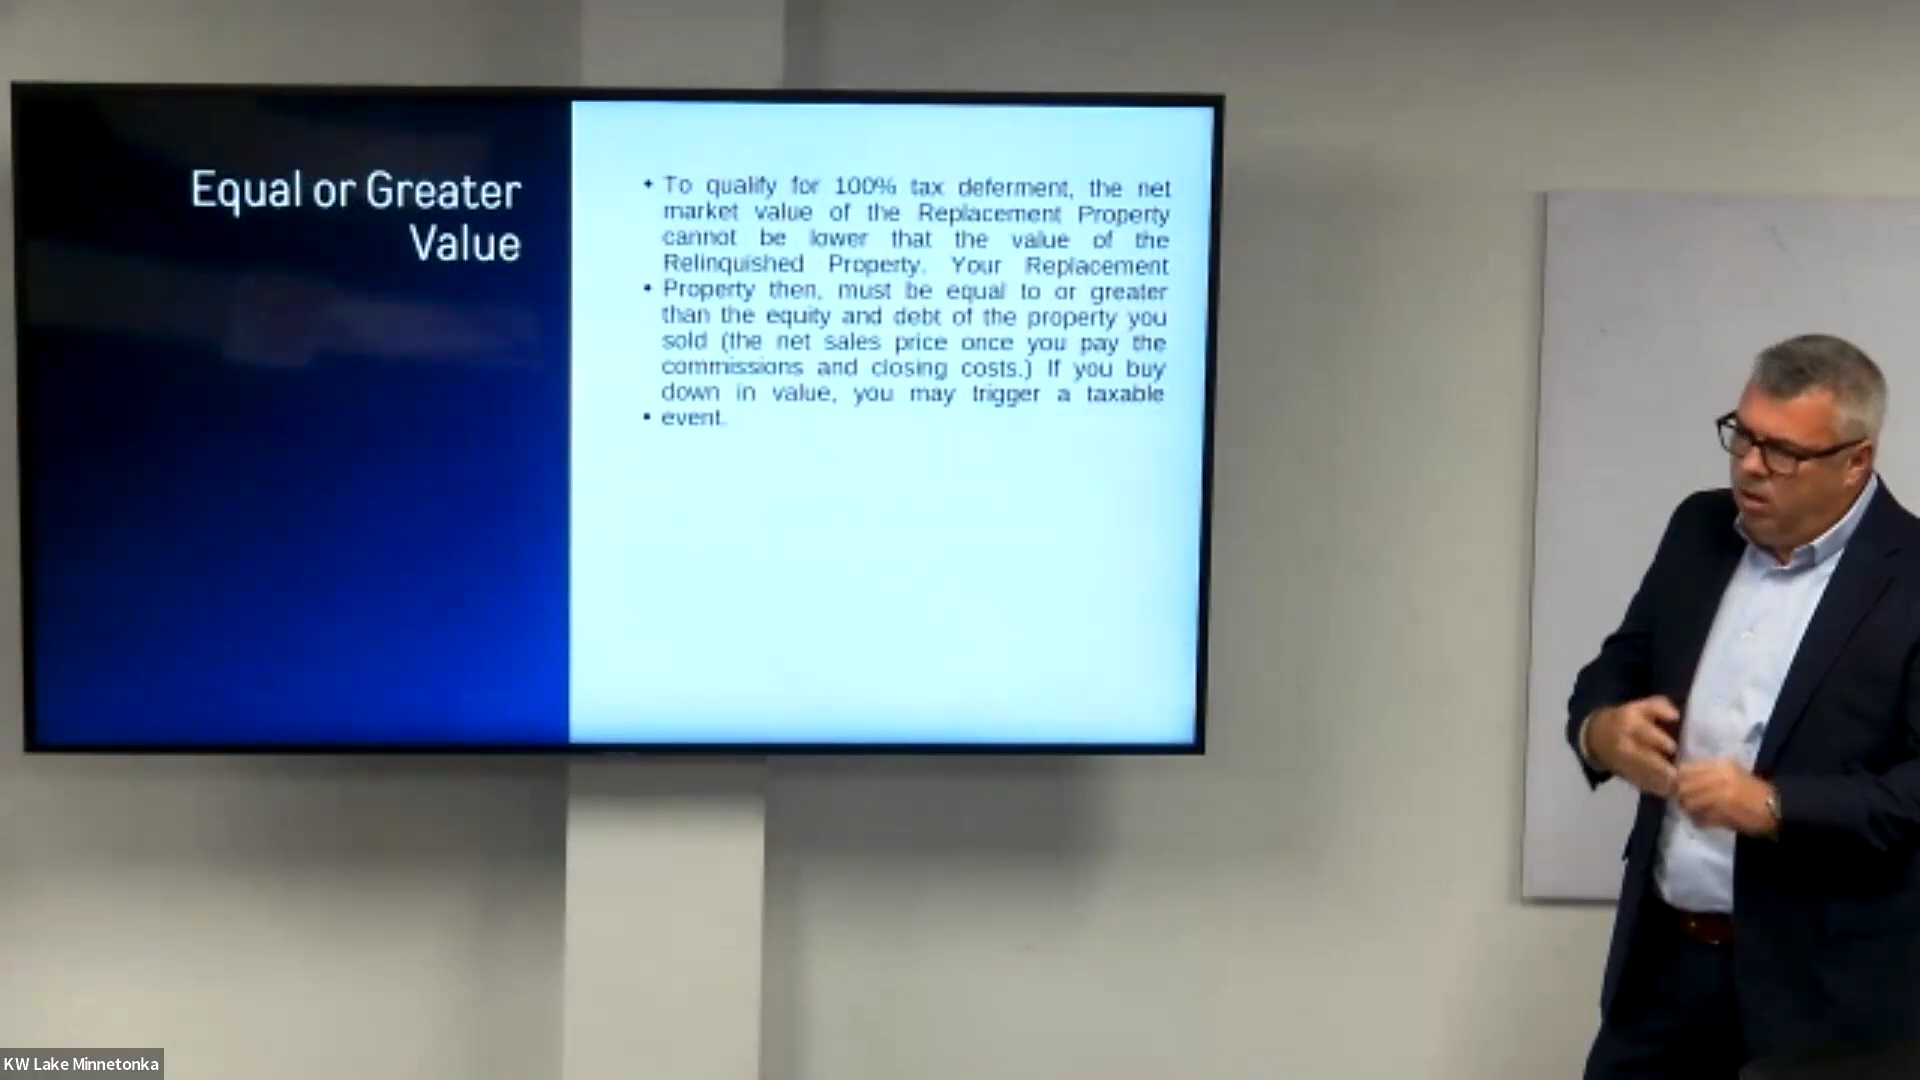 Equal or Greater
Value
• To qualify for 100% tax deferment, the net
market value of the Replacement Property
cannot be lower that the value of the
Relinquished Property. Your Replacement
• Property then, must be equal to or greater
than the equity and debt of the property you
sold (the net sales price once you pay the
commissions and closing costs.) If you buy
down in value, you may trigger a taxable
• event.
KW Lake Minnetonka